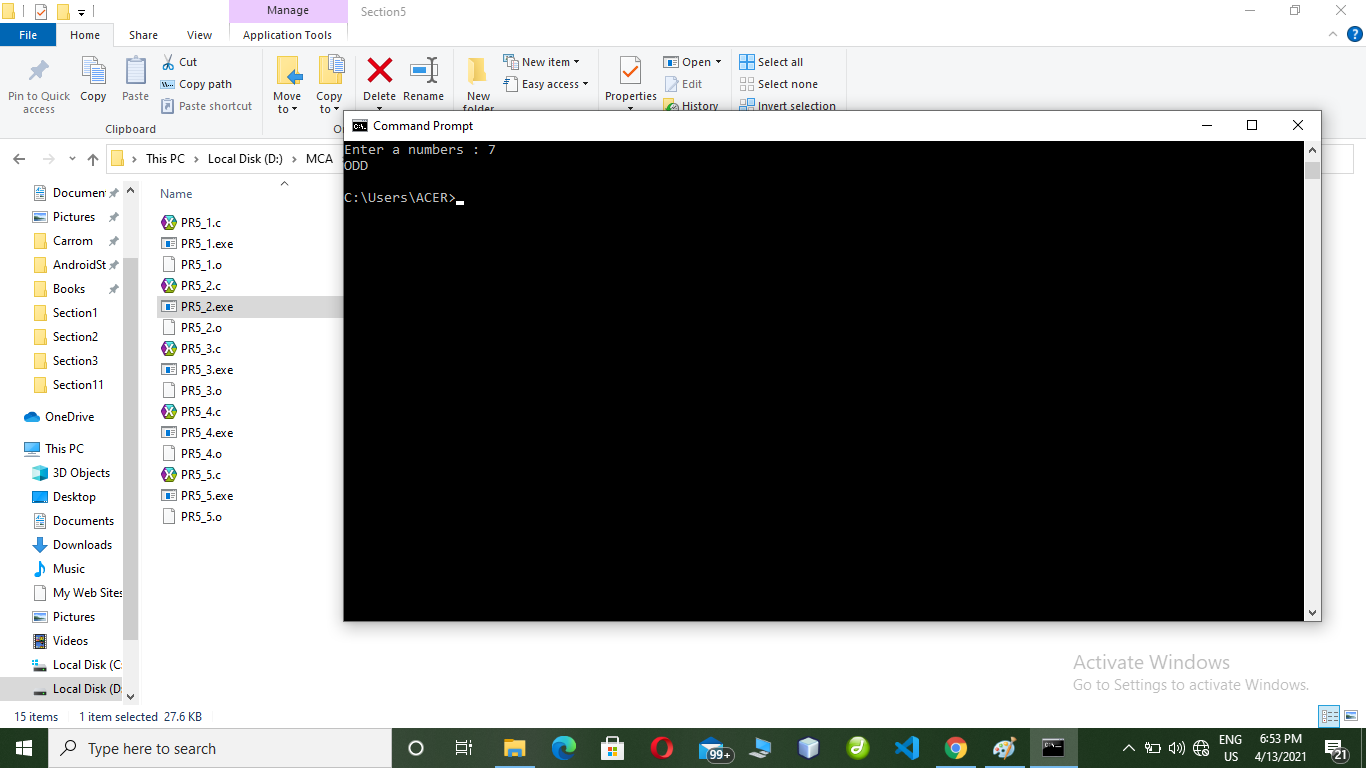 Manage
Section5
File
Home
Share
View
Application Tools
Pin to Quick access
Copy
Paste
Cut
Copy path
Paste shortcut
Clipboard
Move to
Copy to
Delete
Rename
New folder
New item
Easy access
Properties
Open
Edit
History
Select all
Select none
Invert selection
This PC
Local Disk (D:)
MCA
Command Prompt
Enter a numbers : 7
ODD
C:\Users\ACER>
Documen
Pictures
Carrom
AndroidSt
Books
Section1
Section2
Section3
Section11
OneDrive
This PC
3D Objects
Desktop
Documents
Downloads
Music
My Web Sites
Pictures
Videos
Local Disk (C
Local Disk (D
Name
PR5_1.c
PR5_1.exe
PR5_1.o
PR5_2.c
PR5_2.exe
PR5_2.o
PR5_3.c
PR5_3.exe
PR5_3.o
PR5_4.c
PR5_4.exe
PR5_4.o
PR5_5.c
PR5_5.exe
PR5_5.o
Activate Windows
Go to Settings to activate Windows.
15 items
1 item selected 27.6 KB
Type here to search
99+
ENG
US
6:53 PM
4/13/2021
21